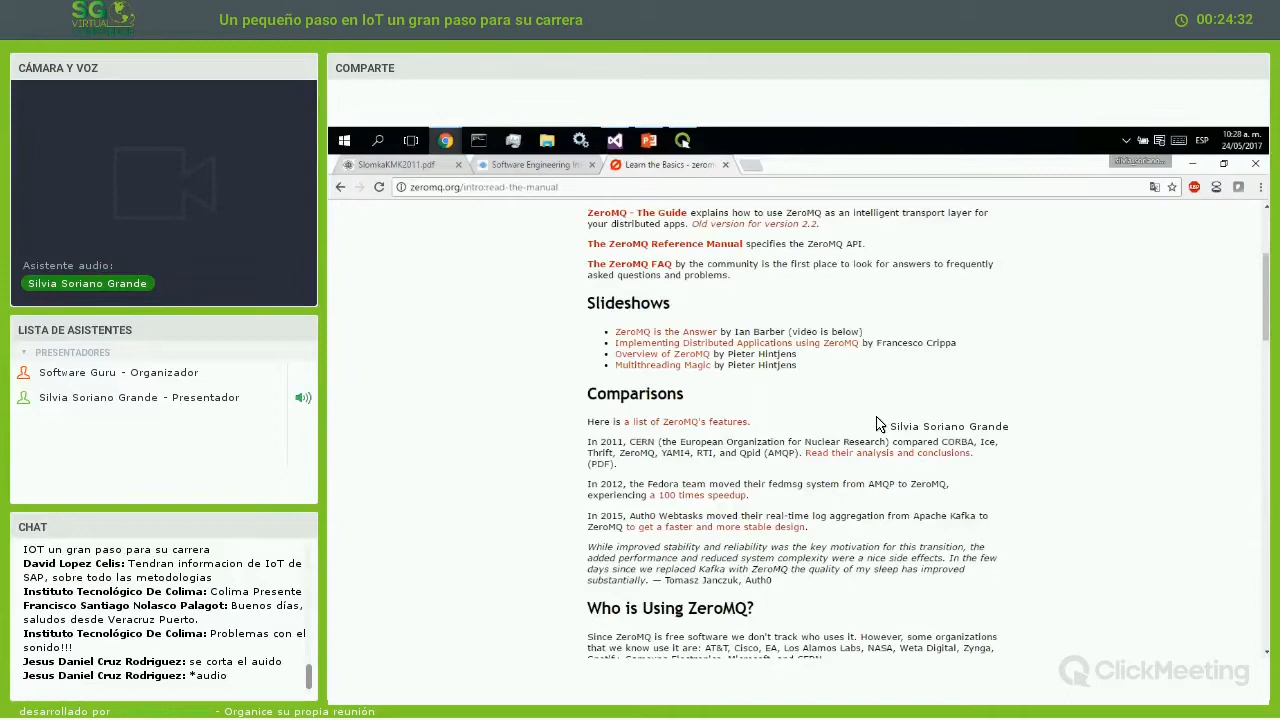 SG
VIRTUAL
Un pequeño paso en IoT un gran paso para su carrera
00:24:32
CÁMARA Y VOZ
Asistente audio:
Silvia Soriano Grande
LISTA DE ASISTENTES
PRESENTADORES
Software Guru - Organizador
Silvia Soriano Grande - Presentador
CHAT
IOT un gran paso para su carrera
David Lopez Celis: Tendran informacion de IoT de
SAP, sobre todo las metodologias
Instituto Tecnológico De Colima: Colima Presente
Francisco Santiago Nolasco Palagot: Buenos días,
saludos desde Veracruz Puerto.
Instituto Tecnológico De Colima: Problemas con el
sonido!!!
Jesus Daniel Cruz Rodriguez: se corta el auido
Jesus Daniel Cruz Rodriguez: *audio
COMPARTE
ESP
10:28 a. m.
24/05/2017
SlomkaKMK2011.pdf
Software Engineering In
Learn the Basics - zerom
silvia.soriano...
zeromq.org/intro:read-the-manual
ZeroMQ - The Guide explains how to use ZeroMQ as an intelligent transport layer for
your distributed apps. Old version for version 2.2.
The ZeroMQ Reference Manual specifies the ZeroMQ API.
The ZeroMQ FAQ by the community is the first place to look for answers to frequently
asked questions and problems.
Slideshows
• ZeroMQ is the Answer by Ian Barber (video is below)
• Implementing Distributed Applications using ZeroMQ by Francesco Crippa
• Overview of ZeroMQ by Pieter Hintjens
• Multithreading Magic by Pieter Hintjens
Comparisons
Here is a list of ZeroMQ's features.
Silvia Soriano Grande
In 2011, CERN (the European Organization for Nuclear Research) compared CORBA, Ice,
Thrift, ZeroMQ, YAMI4, RTI, and Qpid (AMQP). Read their analysis and conclusions.
(PDF).
In 2012, the Fedora team moved their fedmsg system from AMQP to ZeroMQ,
experiencing a 100 times speedup.
In 2015, Auth0 Webtasks moved their real-time log aggregation from Apache Kafka to
ZeroMQ to get a faster and more stable design.
While improved stability and reliability was the key motivation for this transition, the
added performance and reduced system complexity were a nice side effects. In the few
days since we replaced Kafka with ZeroMQ the quality of my sleep has improved
substantially. — Tomasz Janczuk, Auth0
Who is Using ZeroMQ?
Since ZeroMQ is free software we don't track who uses it. However, some organizations
that we know use it are: AT&T, Cisco, EA, Los Alamos Labs, NASA, Weta Digital, Zynga,
Spotify, Samsung Electronics, Microsoft, and CERN.
ClickMeeting
desarrollado por - Organice su propia reunión